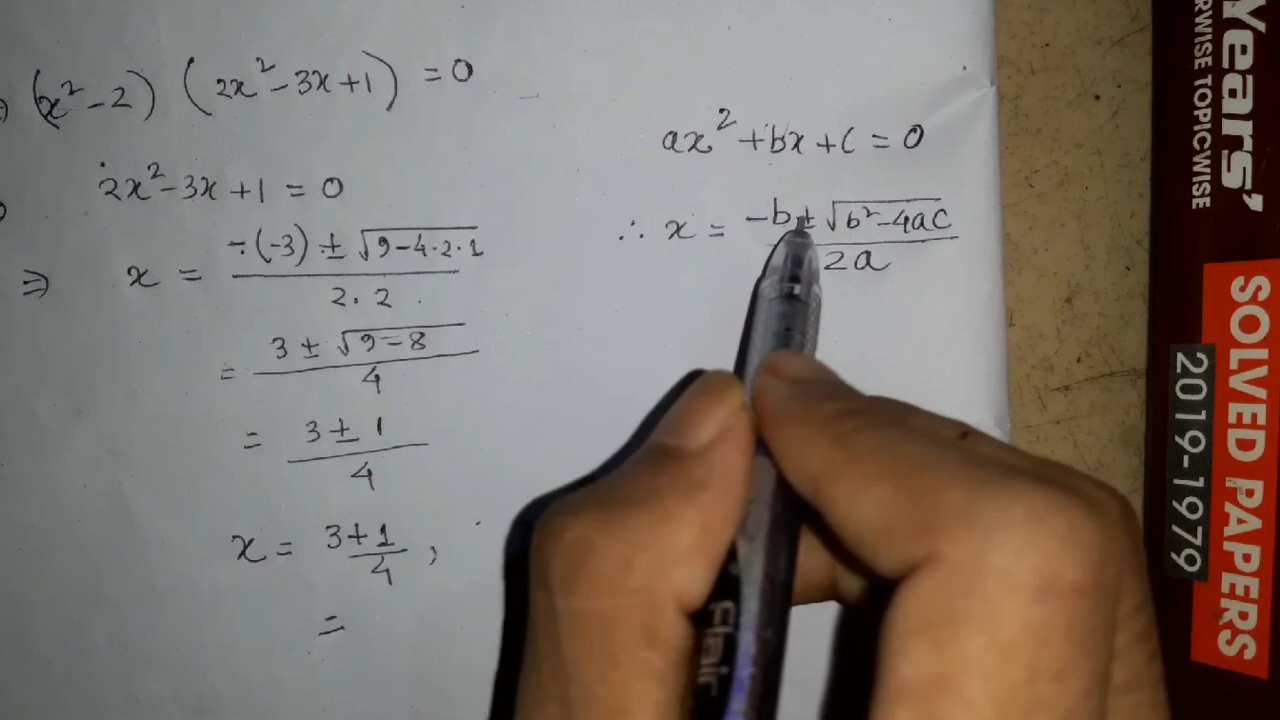 ⇒ (x² - 2) (2x² - 3x + 1) = 0
2x² - 3x + 1 = 0
⇒ x = -(-3) ± √9-4·2·1 / 2·2
= 3 ± √9-8 / 4
= 3 ± 1 / 4
x = 3+1 / 4 ,
=
ax² + bx + c = 0
∴ x = -b ± √b²-4ac / 2a
Flair
Years'
RWISE TOPICWISE
SOLVED PAPERS
2019-1979